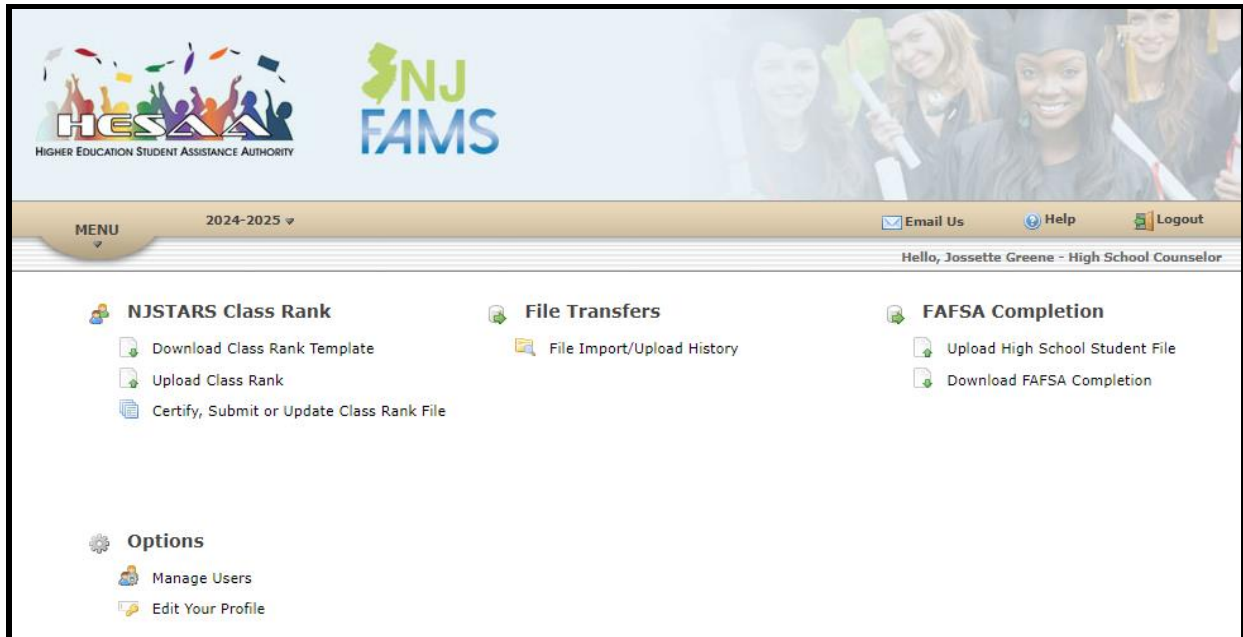 HESAA
HIGHER EDUCATION STUDENT ASSISTANCE AUTHORITY
NJ
FAMS
MENU
2024-2025
Email Us
Help
Logout
Hello, Jossette Greene - High School Counselor
NJSTARS Class Rank
Download Class Rank Template
Upload Class Rank
Certify, Submit or Update Class Rank File
File Transfers
File Import/Upload History
FAFSA Completion
Upload High School Student File
Download FAFSA Completion
Options
Manage Users
Edit Your Profile